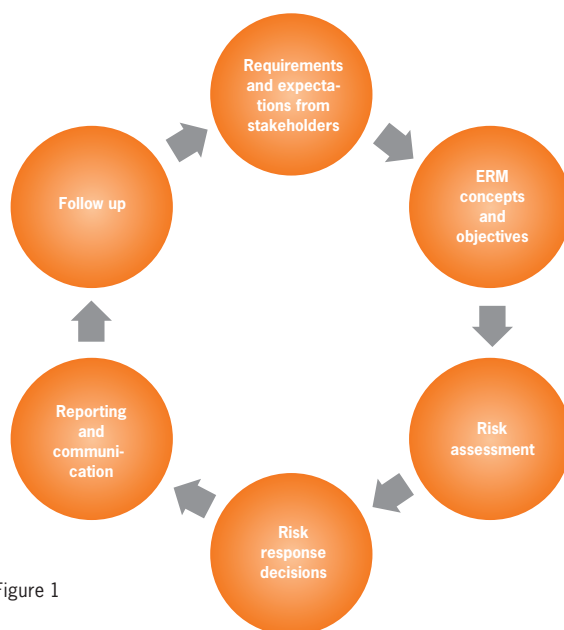 Requirements
and expecta-
tions from
stakeholders
ERM
concepts
and
objectives
Risk
assessment
Risk
response
decisions
Reporting
and
communi-
cation
Follow up
Figure 1